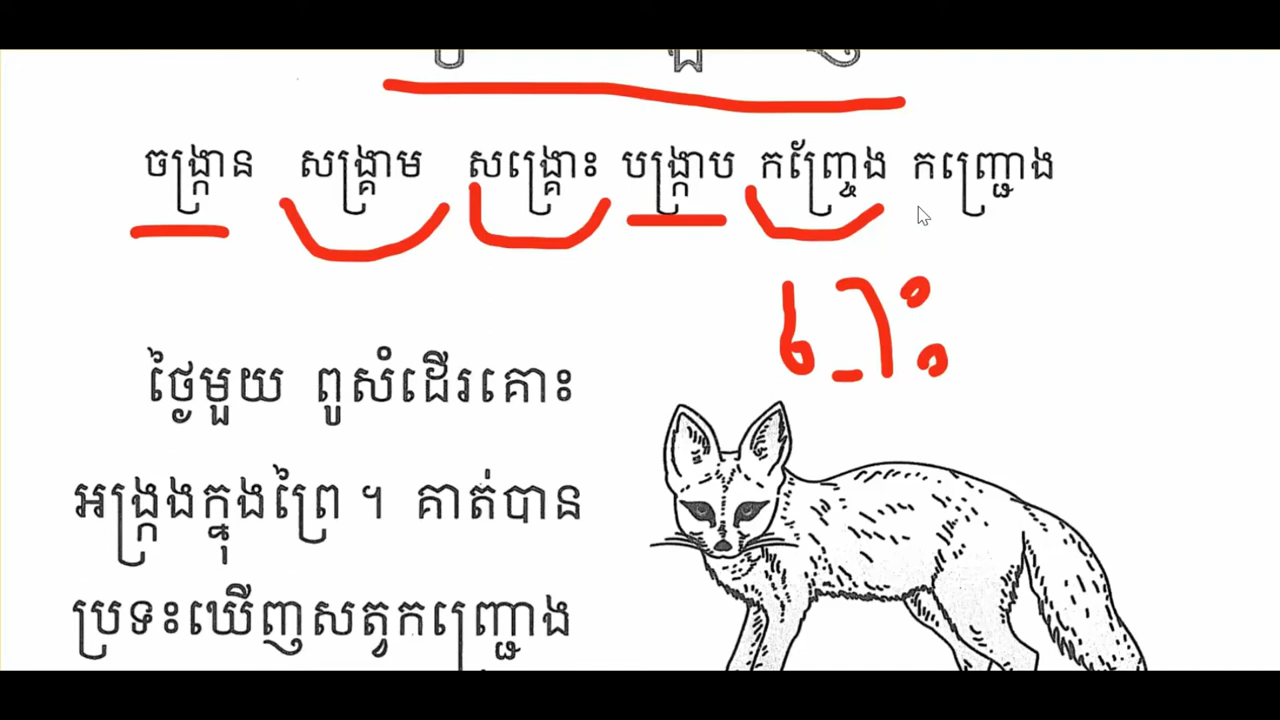 ចង្ក្រាន សង្គ្រាម សង្គ្រោះ បង្ក្រាប កញ្ជ្រែង កញ្ជ្រោង
ោះ
ថ្ងៃមួយ ពូសំដើរគោះ
អង្ក្រងក្នុងព្រៃ ។ គាត់បាន
ប្រទះឃើញសត្វកញ្ជ្រោង